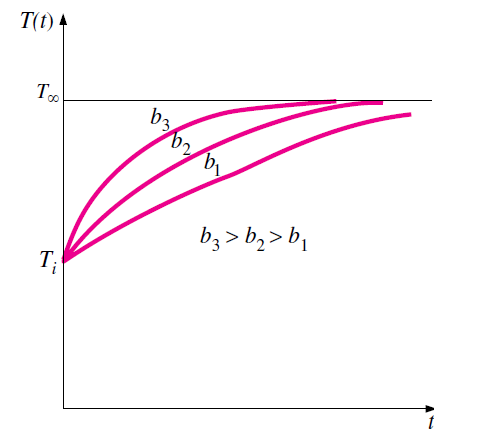 T(t)
T∞
b₃
b₂
b₁
b₃ > b₂ > b₁
Tᵢ
t